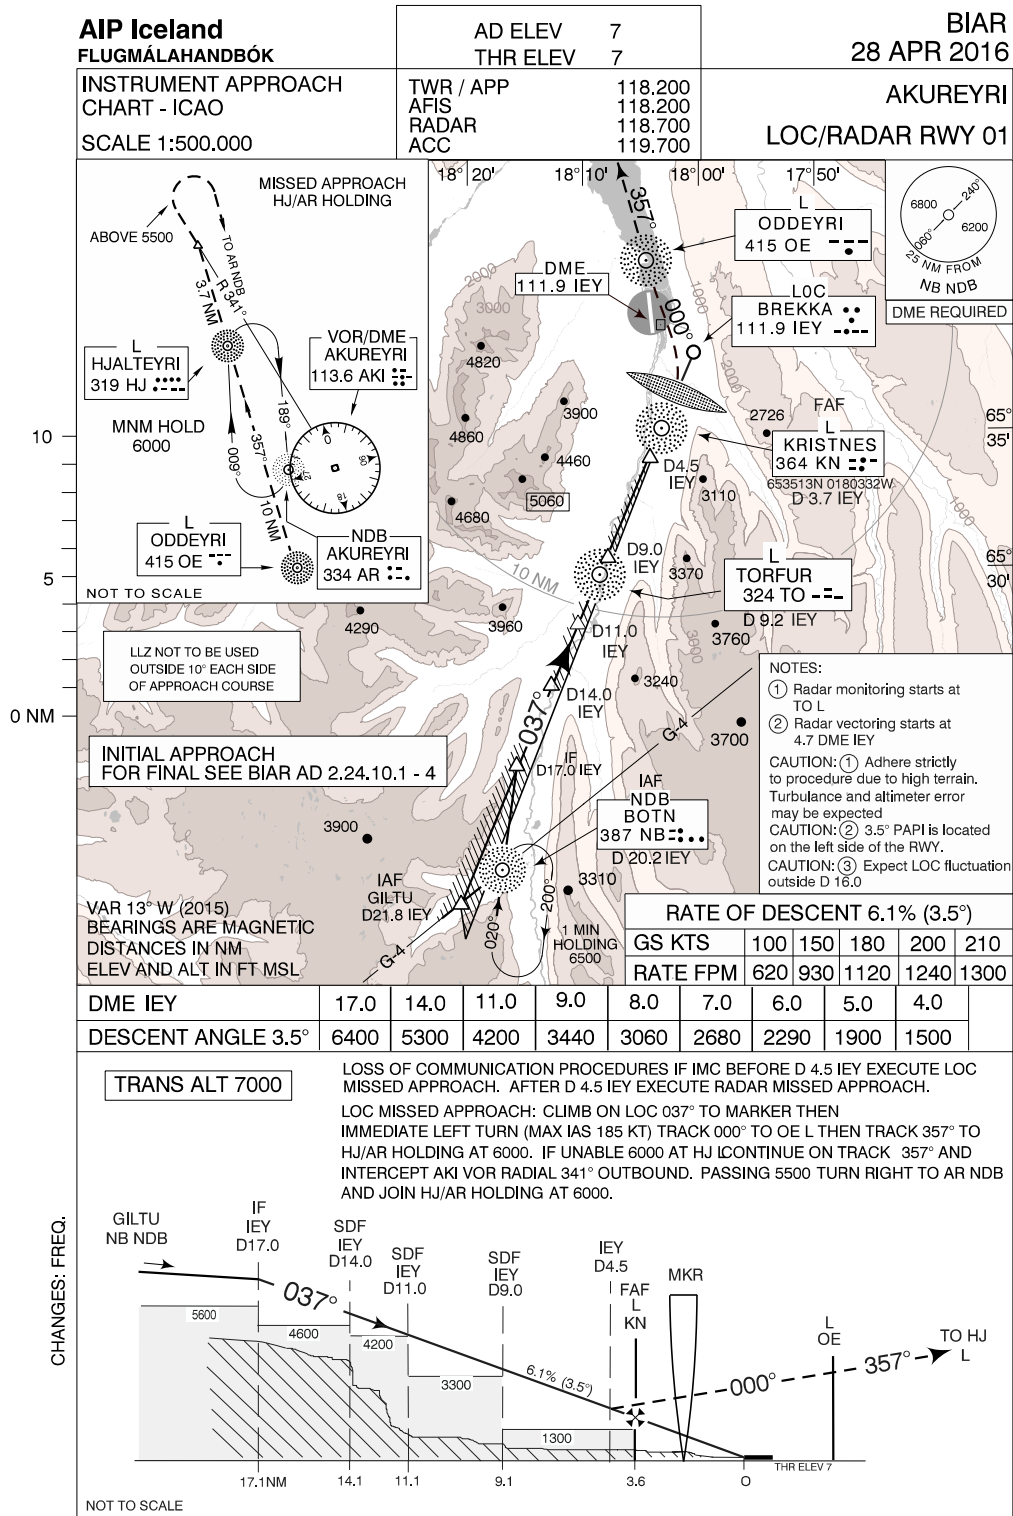 AIP Iceland
FLUGMÁLAHANDBÓK
AD ELEV 7
THR ELEV 7
BIAR
28 APR 2016
INSTRUMENT APPROACH
CHART - ICAO
SCALE 1:500.000
TWR / APP 118.200
AFIS 118.200
RADAR 118.700
ACC 119.700
AKUREYRI
LOC/RADAR RWY 01
MISSED APPROACH
HJ/AR HOLDING
ABOVE 5500
TO AR NDB
R 341°
3.7 NM
L
HJALTEYRI
319 HJ
VOR/DME
AKUREYRI
113.6 AKI
MNM HOLD
6000
189°
009°
357°
10 NM
0
90
18
27
L
ODDEYRI
415 OE
NDB
AKUREYRI
334 AR
NOT TO SCALE
18° 20'
18° 10'
18° 00'
17° 50'
357°
L
ODDEYRI
415 OE
6800
240°
6200
060°
25 NM FROM
NB NDB
DME REQUIRED
DME
111.9 IEY
000°
L0C
BREKKA
111.9 IEY
2000
3000
1000
2000
1000
1000
3000
4820
3900
4860
4460
5060
4680
2726
FAF
L
KRISTNES
364 KN
653513N 0180332W
D 3.7 IEY
65°
35'
D4.5
IEY
3110
D9.0
IEY
3370
10 NM
L
TORFUR
324 TO
D 9.2 IEY
65°
30'
10
5
0 NM
4290
3960
D11.0
IEY
3760
LLZ NOT TO BE USED
OUTSIDE 10° EACH SIDE
OF APPROACH COURSE
3240
D14.0
IEY
G-4
3700
037°
INITIAL APPROACH
FOR FINAL SEE BIAR AD 2.24.10.1 - 4
IF
D17.0 IEY
NOTES:
1 Radar monitoring starts at
TO L
2 Radar vectoring starts at
4.7 DME IEY
CAUTION: 1 Adhere strictly
to procedure due to high terrain.
Turbulance and altimeter error
may be expected
CAUTION: 2 3.5° PAPI is located
on the left side of the RWY.
CAUTION: 3 Expect LOC fluctuation
outside D 16.0
IAF
NDB
BOTN
387 NB
D 20.2 IEY
3900
3310
IAF
GILTU
D21.8 IEY
020°
200°
1 MIN
HOLDING
6500
G-4
VAR 13° W (2015)
BEARINGS ARE MAGNETIC
DISTANCES IN NM
ELEV AND ALT IN FT MSL
RATE OF DESCENT 6.1% (3.5°)
GS KTS 100 150 180 200 210
RATE FPM 620 930 1120 1240 1300
DME IEY 17.0 14.0 11.0 9.0 8.0 7.0 6.0 5.0 4.0
DESCENT ANGLE 3.5° 6400 5300 4200 3440 3060 2680 2290 1900 1500
TRANS ALT 7000
LOSS OF COMMUNICATION PROCEDURES IF IMC BEFORE D 4.5 IEY EXECUTE LOC
MISSED APPROACH. AFTER D 4.5 IEY EXECUTE RADAR MISSED APPROACH.
LOC MISSED APPROACH: CLIMB ON LOC 037° TO MARKER THEN
IMMEDIATE LEFT TURN (MAX IAS 185 KT) TRACK 000° TO OE L THEN TRACK 357° TO
HJ/AR HOLDING AT 6000. IF UNABLE 6000 AT HJ LCONTINUE ON TRACK 357° AND
INTERCEPT AKI VOR RADIAL 341° OUTBOUND. PASSING 5500 TURN RIGHT TO AR NDB
AND JOIN HJ/AR HOLDING AT 6000.
CHANGES: FREQ.
GILTU
NB NDB
IF
IEY
D17.0
SDF
IEY
D14.0
SDF
IEY
D11.0
SDF
IEY
D9.0
IEY
D4.5
FAF
L
KN
MKR
L
OE
TO HJ
L
037°
5600
4600
4200
3300
1300
6.1% (3.5°)
000°
357°
THR ELEV 7
17.1NM 14.1 11.1 9.1 3.6 O
NOT TO SCALE